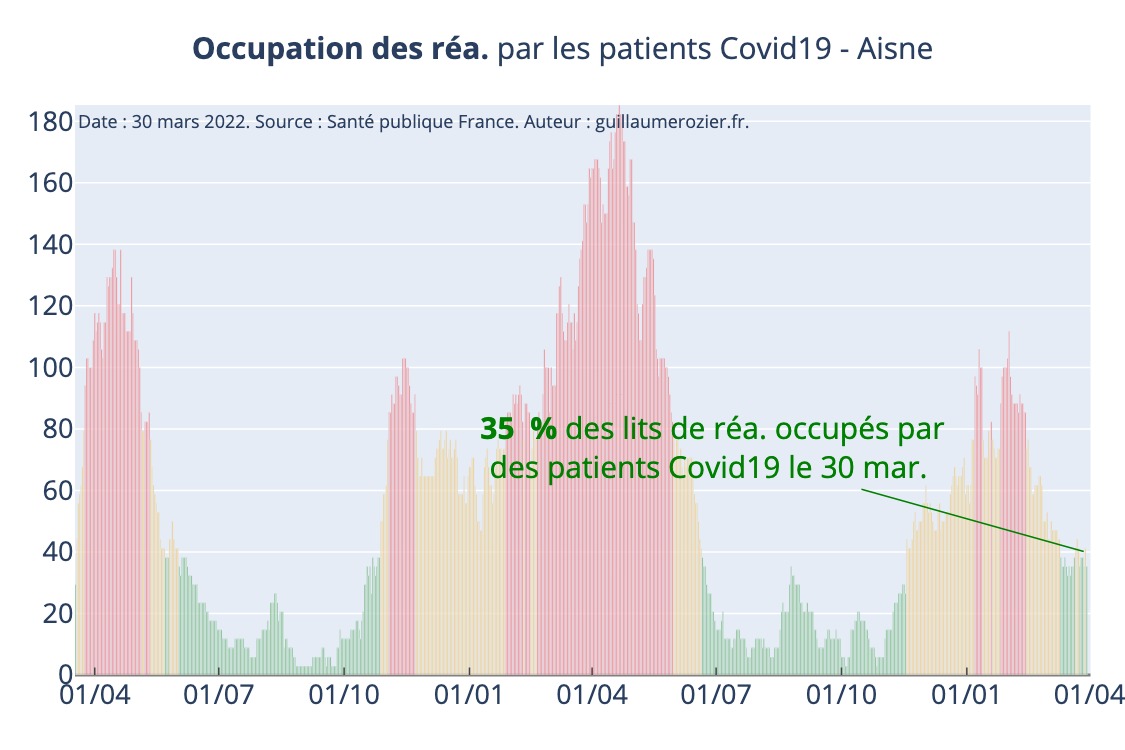 Occupation des réa. par les patients Covid19 - Aisne
180
Date : 30 mars 2022. Source : Santé publique France. Auteur : guillaumerozier.fr.
160
140
120
100
80
35 % des lits de réa. occupés par
des patients Covid19 le 30 mar.
60
40
20
0
01/04 01/07 01/10 01/01 01/04 01/07 01/10 01/01 01/04